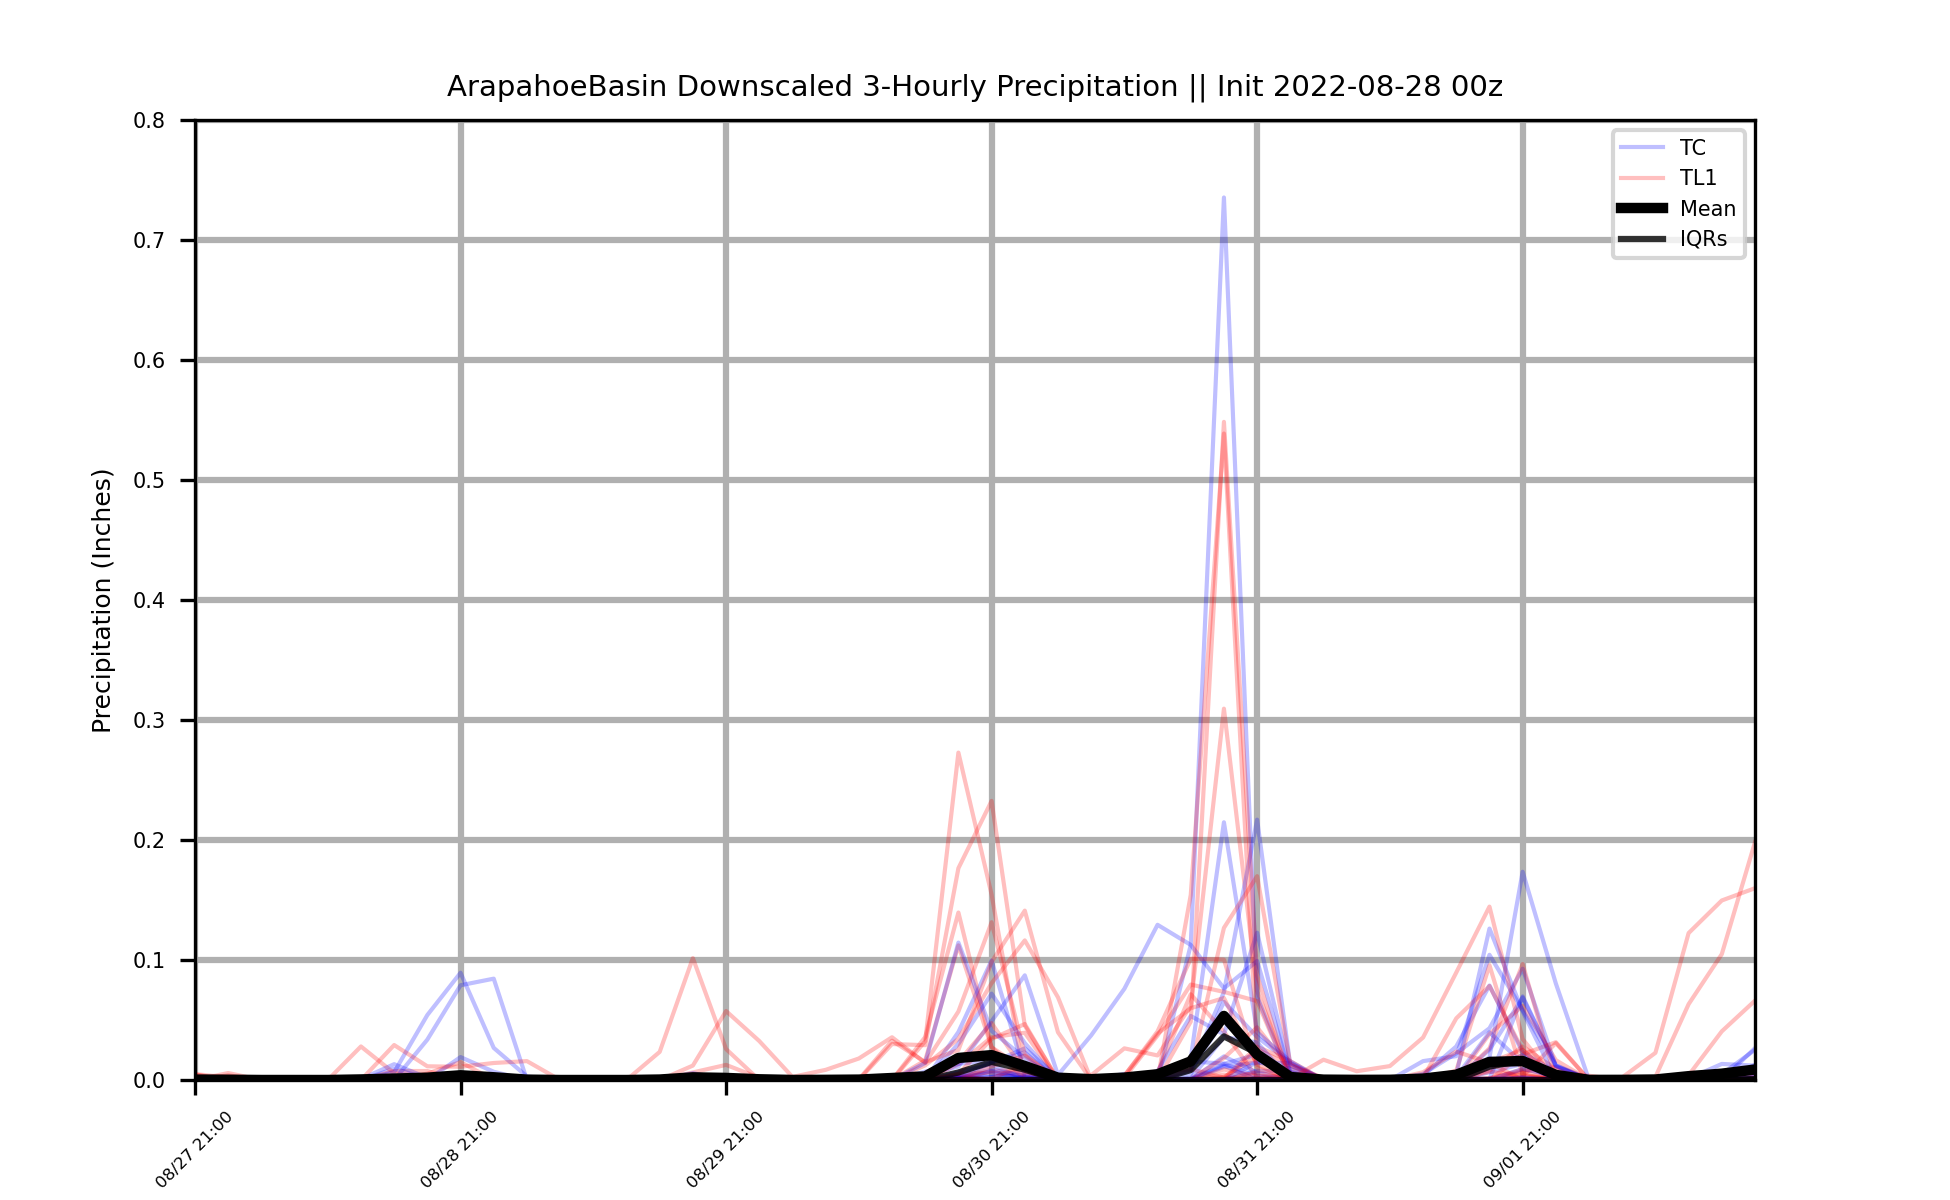 ArapahoeBasin Downscaled 3-Hourly Precipitation || Init 2022-08-28 00z
TC
TL1
Mean
IQRs
Precipitation (Inches)
0.8
0.7
0.6
0.5
0.4
0.3
0.2
0.1
0.0
08/27 21:00
08/28 21:00
08/29 21:00
08/30 21:00
08/31 21:00
09/01 21:00